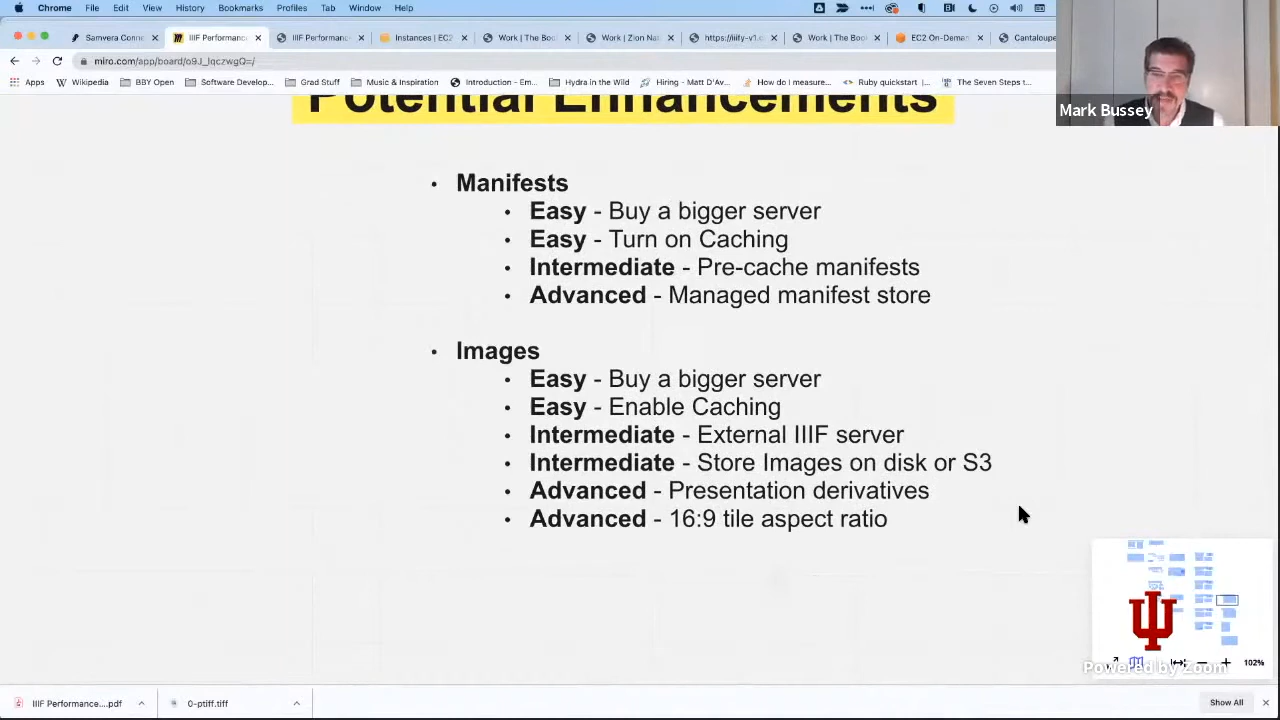 Chrome File Edit View History Bookmarks Profiles Tab Window Help
Samvera Conne
IIIF Performanc
IIIF Performanc
Instances | EC2
Work | The Boo
Work | Zion Nat
https://iiify-v1.c
Work | The Boo
EC2 On-Deman
Cantaloupe
miro.com/app/board/
Apps
Wikipedia
BBY Open
Software Develop...
Grad Stuff
Music & Inspiration
Introduction - Em...
Hydra in the Wild
Hiring - Matt D'Av...
How do I measure...
Ruby quickstart |...
The Seven Steps t...
Mark Bussey
Potential Enhancements
• Manifests
• Easy - Buy a bigger server
• Easy - Turn on Caching
• Intermediate - Pre-cache manifests
• Advanced - Managed manifest store
• Images
• Easy - Buy a bigger server
• Easy - Enable Caching
• Intermediate - External IIIF server
• Intermediate - Store Images on disk or S3
• Advanced - Presentation derivatives
• Advanced - 16:9 tile aspect ratio
Powered by Zoom
102%
IIIF Performance....pdf
0-ptiff.tiff
Show All